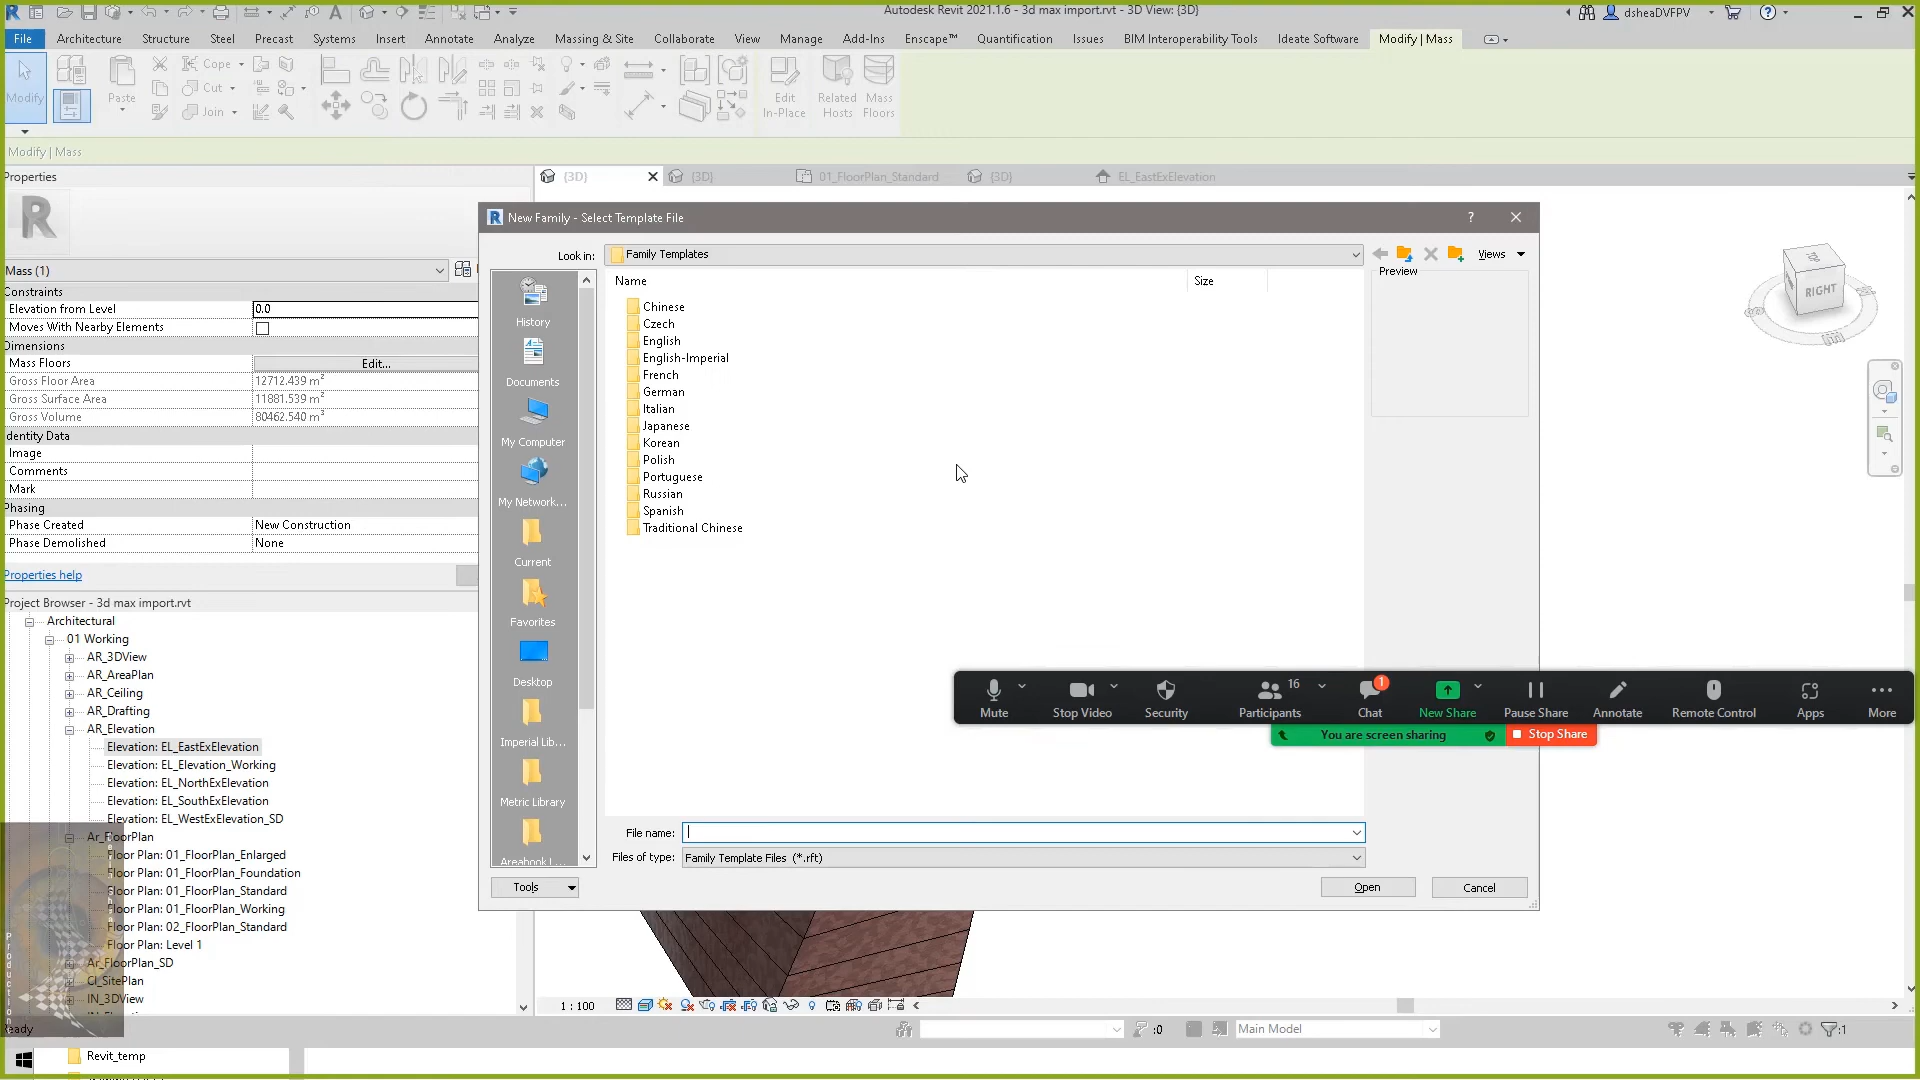 Autodesk Revit 2021.1.6 - 3d max import.rvt - 3D View: {3D}
dsheaDVFPV
File Architecture Structure Steel Precast Systems Insert Annotate Analyze Massing & Site Collaborate View Manage Add-Ins Enscape™ Quantification Issues BIM Interoperability Tools Ideate Software Modify | Mass
Modify
Paste
Cope
Cut
Join
Edit In-Place
Related Hosts
Mass Floors
Modify | Mass
Properties
{3D} {3D} 01_FloorPlan_Standard {3D} EL_EastExElevation
Mass (1)
Constraints
Elevation from Level 0.0
Moves With Nearby Elements
Dimensions
Mass Floors Edit...
Gross Floor Area 12712.439 m²
Gross Surface Area 11881.539 m²
Gross Volume 80462.540 m³
dentity Data
Image
Comments
Mark
Phasing
Phase Created New Construction
Phase Demolished None
Properties help
Project Browser - 3d max import.rvt
Architectural
01 Working
AR_3DView
AR_AreaPlan
AR_Ceiling
AR_Drafting
AR_Elevation
Elevation: EL_EastExElevation
Elevation: EL_Elevation_Working
Elevation: EL_NorthExElevation
Elevation: EL_SouthExElevation
Elevation: EL_WestExElevation_SD
Ar_FloorPlan
Floor Plan: 01_FloorPlan_Enlarged
Floor Plan: 01_FloorPlan_Foundation
Floor Plan: 01_FloorPlan_Standard
Floor Plan: 01_FloorPlan_Working
Floor Plan: 02_FloorPlan_Standard
Floor Plan: Level 1
Ar_FloorPlan_SD
CI_SitePlan
IN_3DView
eady
Revit_temp
New Family - Select Template File
Look in: Family Templates
Views
Name Size
Preview
Chinese
Czech
English
English-Imperial
French
German
Italian
Japanese
Korean
Polish
Portuguese
Russian
Spanish
Traditional Chinese
History
Documents
My Computer
My Network...
Current
Favorites
Desktop
Imperial Lib...
Metric Library
Areabook L...
File name:
Files of type: Family Template Files (*.rft)
Tools
Open
Cancel
TOP
RIGHT
Mute
Stop Video
Security
Participants 16
Chat 1
New Share
Pause Share
Annotate
Remote Control
Apps
More
You are screen sharing
Stop Share
1 : 100
:0
Main Model
:1
Production